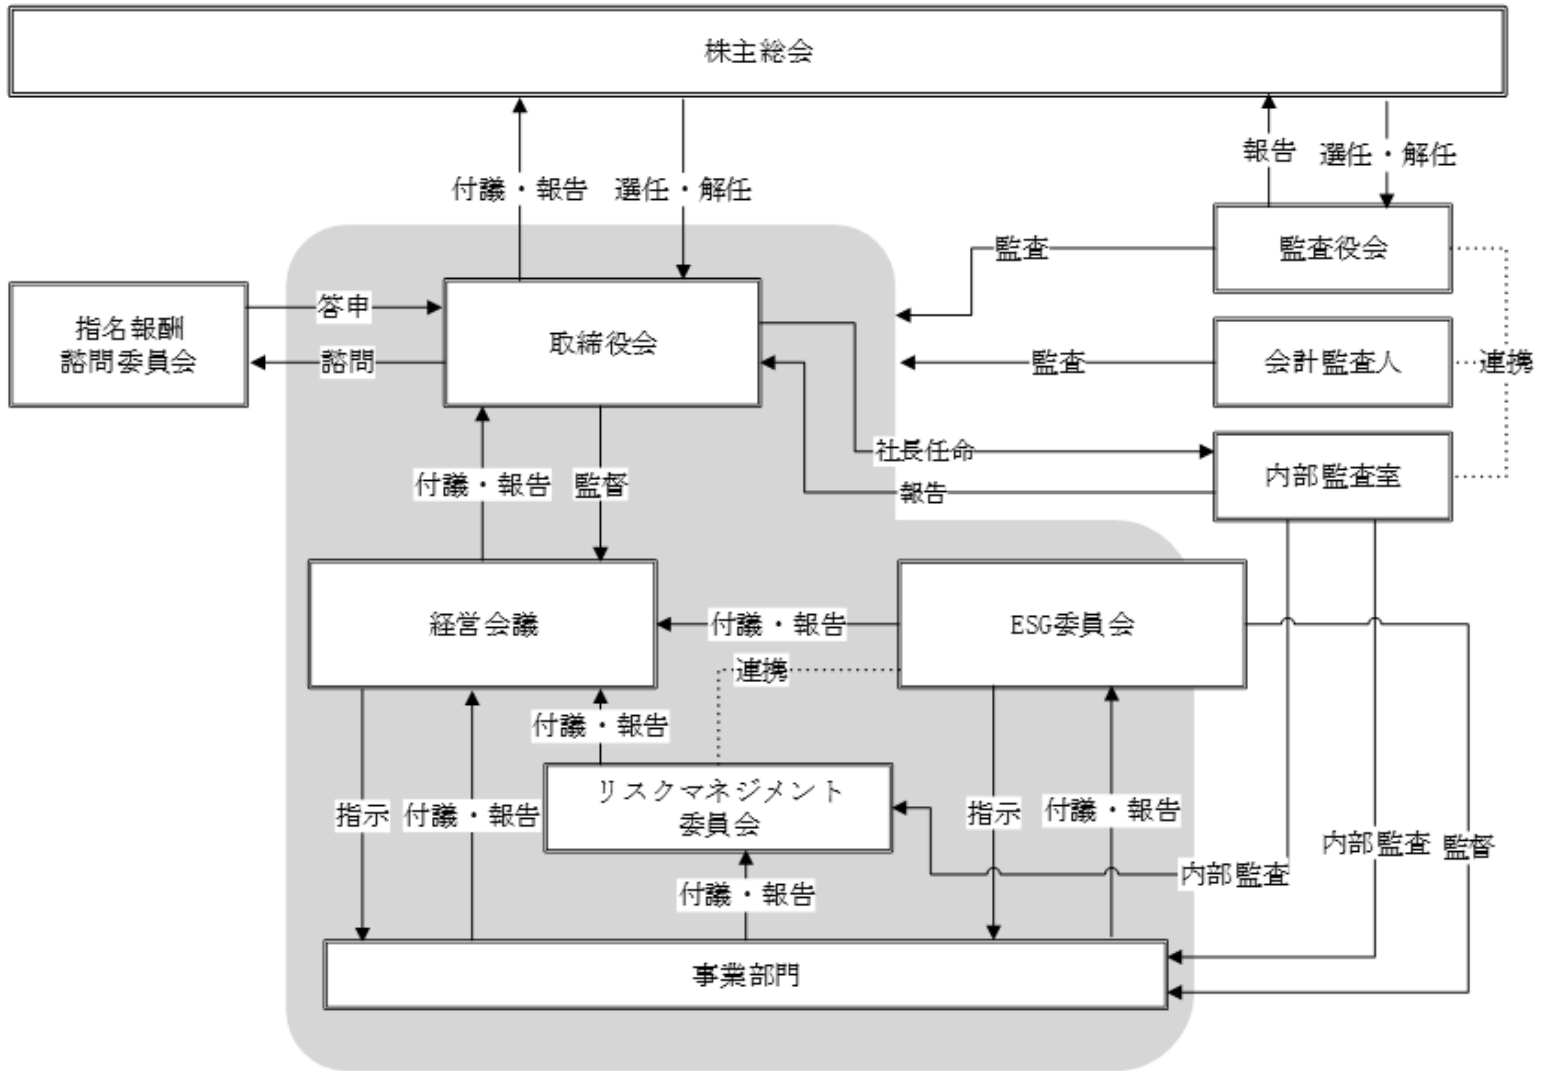 株主総会
報告
選任・解任
付議・報告
選任・解任
監査役会
監査
指名報酬
諮問委員会
答申
諮問
取締役会
監査
会計監査人
連携
社長任命
報告
内部監査室
付議・報告
監督
経営会議
付議・報告
ESG委員会
連携
付議・報告
リスクマネジメント
委員会
指示
付議・報告
指示
付議・報告
内部監査
監督
内部監査
付議・報告
事業部門